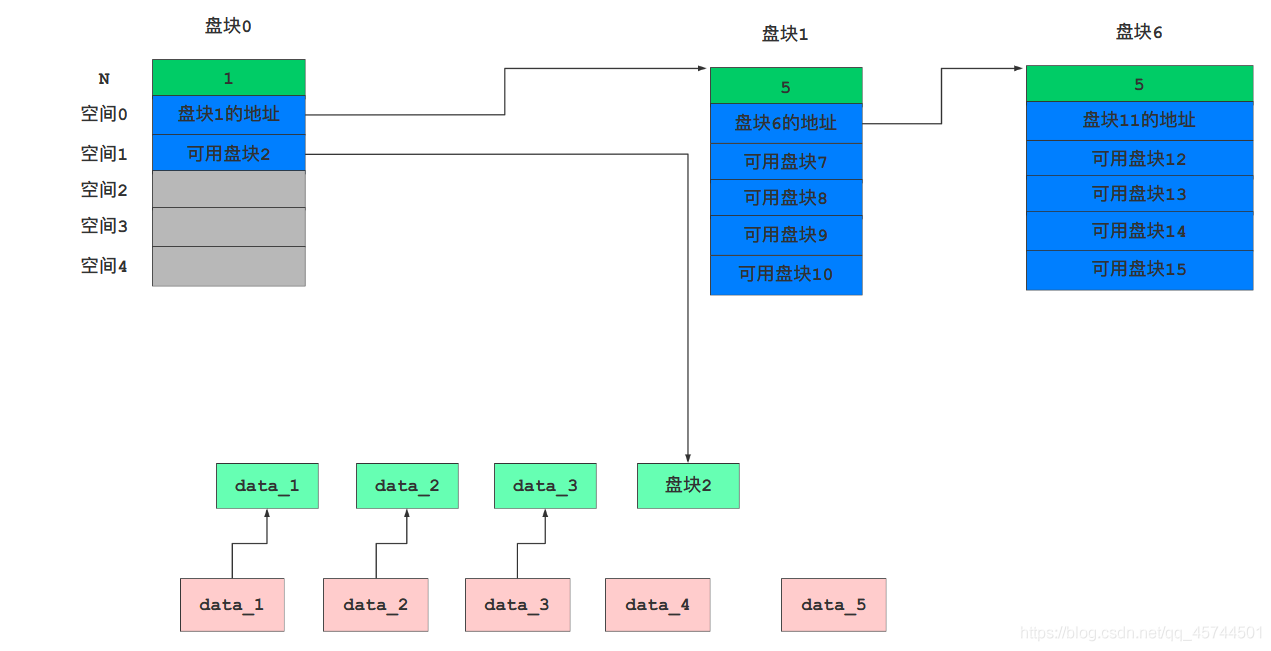 盘块0
盘块1
盘块6
N
1
5
5
空间0
盘块1的地址
盘块6的地址
盘块11的地址
空间1
可用盘块2
可用盘块7
可用盘块12
空间2
可用盘块8
可用盘块13
空间3
可用盘块9
可用盘块14
空间4
可用盘块10
可用盘块15
data_1
data_2
data_3
盘块2
data_1
data_2
data_3
data_4
data_5
https://blog.csdn.net/qq_45744501